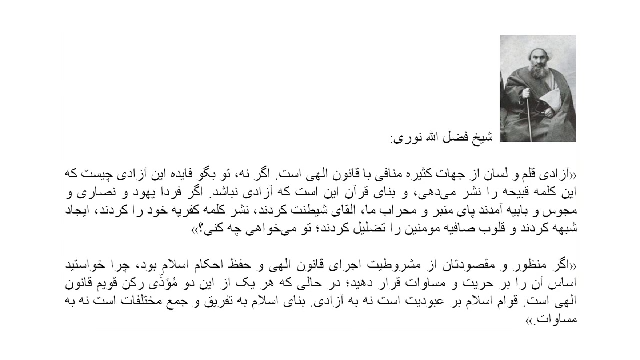 شیخ فضل الله نوری:
«آزادی قلم و لسان از جهات کثیره منافی با قانون الهی است. اگر نه، تو بگو فایده این آزادی چیست که
این کلمه قبیحه را نشر می‌دهی، و بنای قرآن این است که آزادی نباشد. اگر فردا یهود و نصاری و
مجوس و بابیه آمدند پای منبر و محراب ما، القای شیطنت کردند، نشر کلمه کفریه خود را کردند، ایجاد
شبهه کردند و قلوب صافیه مومنین را تضلیل کردند؛ تو می‌خواهی چه کنی؟»
«اگر منظور و مقصودتان از مشروطیت اجرای قانون الهی و حفظ احکام اسلام بود، چرا خواستید
اساس آن را بر حریت و مساوات قرار دهید؛ در حالی که هر یک از این دو مُؤذَی رکن قویم قانون
الهی است. قوام اسلام بر عبودیت است نه به آزادی. بنای اسلام به تفریق و جمع مختلفات است نه به
مساوات.»